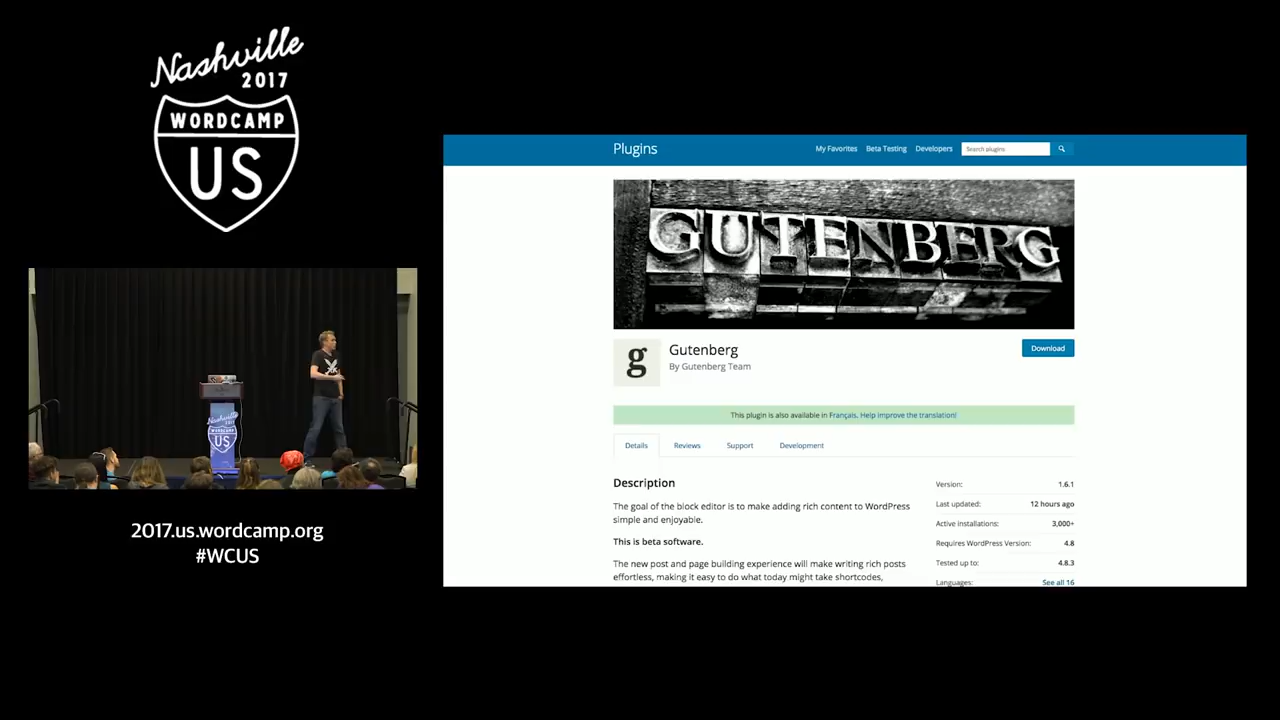 Nashville
2017
WORDCAMP
US
Nashville
2017
US
2017.us.wordcamp.org
#WCUS
Plugins
My Favorites Beta Testing Developers Search plugins
GUTENBERG
g
Gutenberg
By Gutenberg Team
Download
This plugin is also available in Français. Help improve the translation!
Details Reviews Support Development
Description
The goal of the block editor is to make adding rich content to WordPress
simple and enjoyable.
This is beta software.
The new post and page building experience will make writing rich posts
effortless, making it easy to do what today might take shortcodes,
Version: 1.6.1
Last updated: 12 hours ago
Active installations: 3,000+
Requires WordPress Version: 4.8
Tested up to: 4.8.3
Languages: See all 16